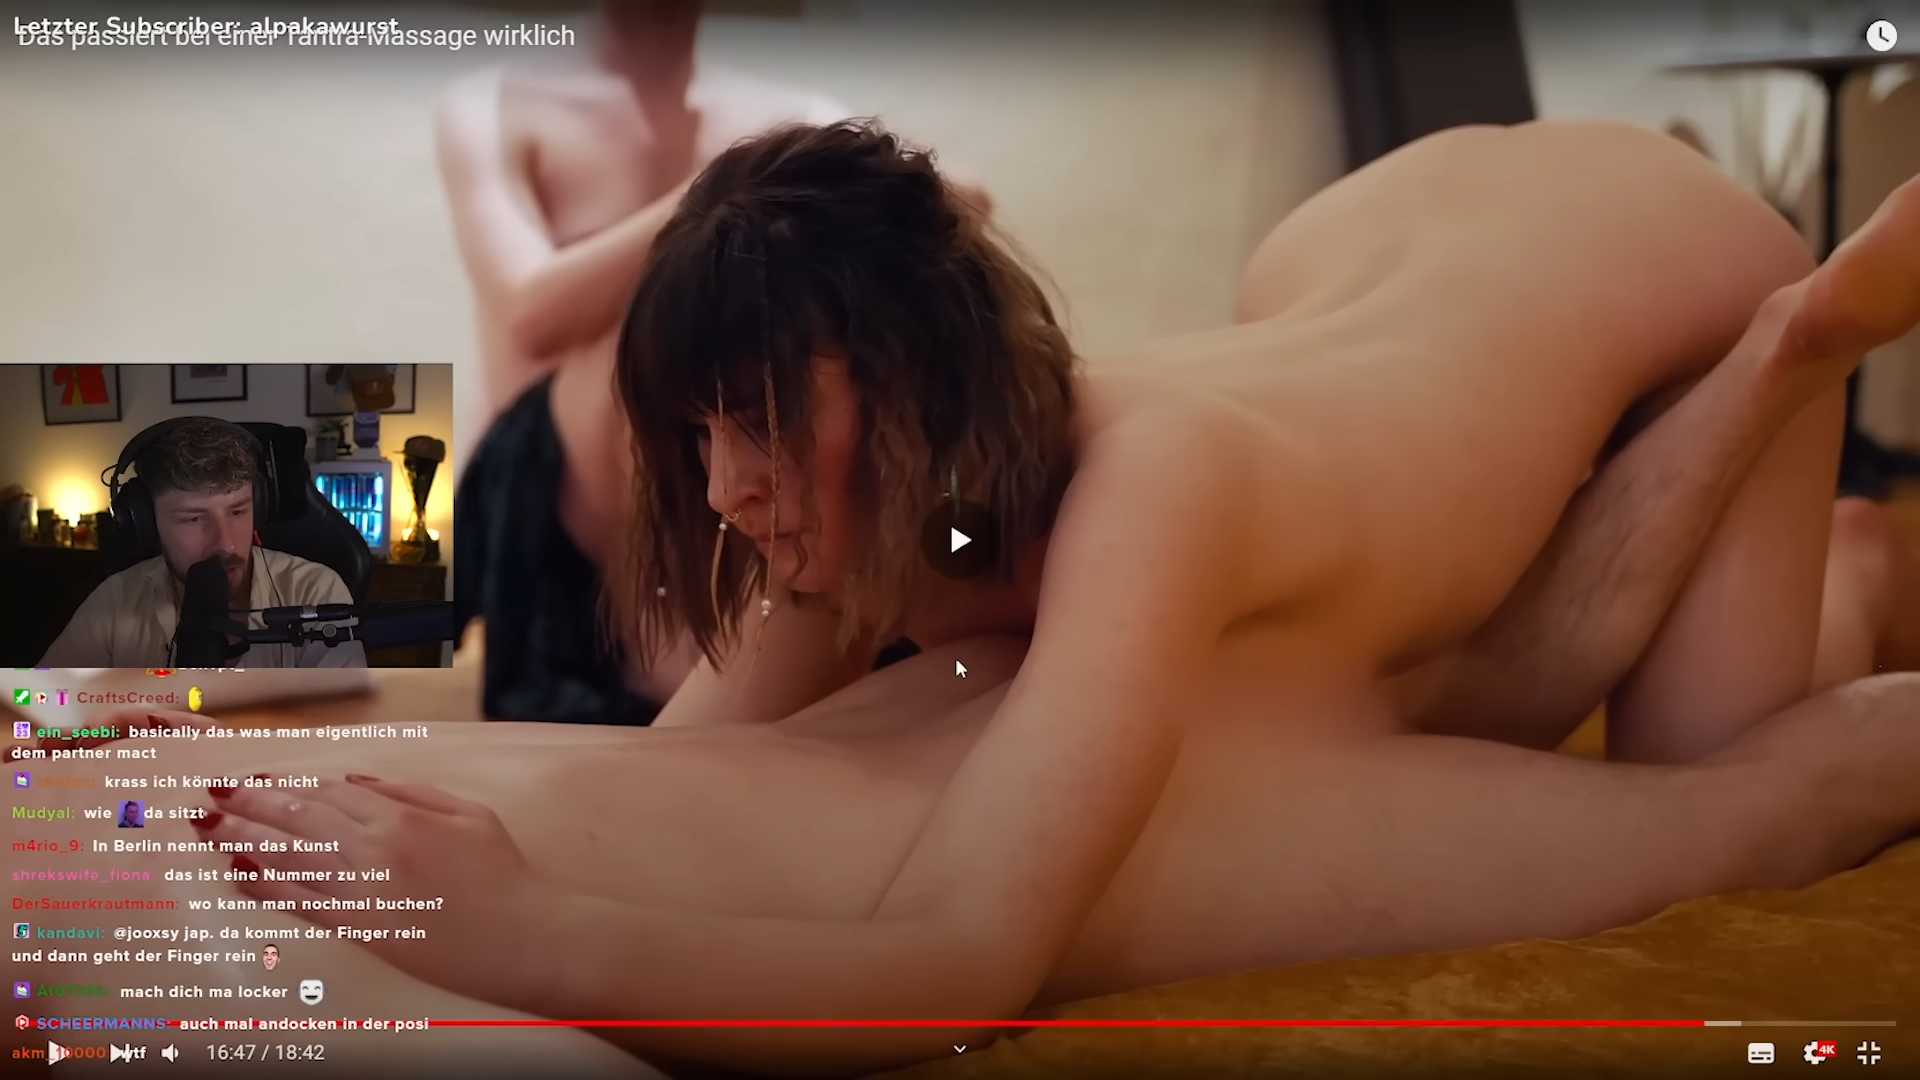 Letzter Subscriber: alpakawurst
Das passiert bei einer Tantra-Massage wirklich
CraftsCreed:
ein_seebi: basically das was man eigentlich mit
dem partner mact
krass ich könnte das nicht
Mudyal: wie da sitzt
m4rio_9: In Berlin nennt man das Kunst
shrekswife_fiona: das ist eine Nummer zu viel
DerSauerkrautmann: wo kann man nochmal buchen?
kandavi: @jooxsy jap. da kommt der Finger rein
und dann geht der Finger rein
mach dich ma locker
SCHEERMANNS: auch mal andocken in der posi
akm_10000: wtf
16:47 / 18:42
4K